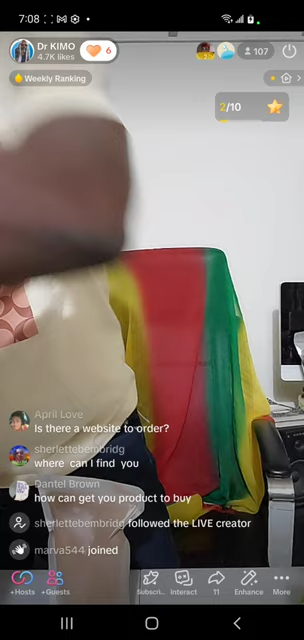 7:08
Dr KIMO
4.7K likes
6
107
Weekly Ranking
2/10
April Love
Is there a website to order?
sherlettebembridg
where can I find you
Dantel Brown
how can get you product to buy
sherlettebembridg followed the LIVE creator
marva544 joined
+Hosts
+Guests
Subscri...
Interact
11
Enhance
More